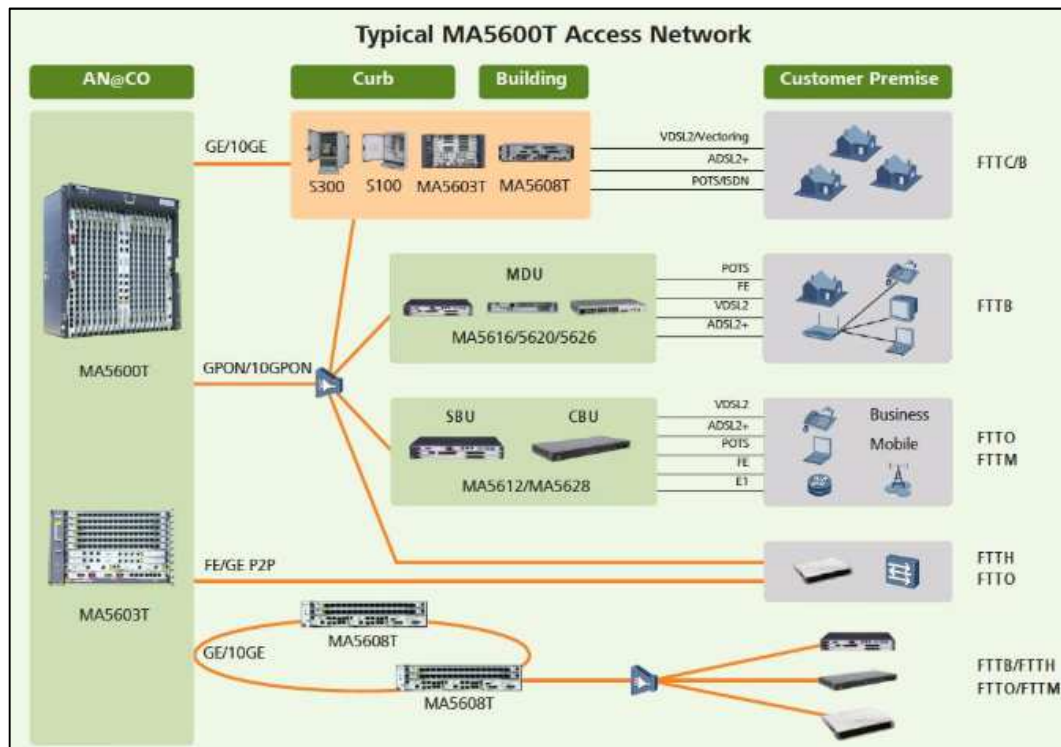 Typical MA5600T Access Network
AN@CO
Curb
Building
Customer Premise
GE/10GE
S300
S100
MA5603T
MA5608T
VDSL2/Vectoring
ADSL2+
POTS/ISDN
FTTC/B
MA5600T
GPON/10GPON
MDU
MA5616/5620/5626
POTS
FE
VDSL2
ADSL2+
FTTB
SBU
CBU
MA5612/MA5628
VDSL2
ADSL2+
POTS
FE
E1
Business
Mobile
FTTO
FTTM
MA5603T
FE/GE P2P
FTTH
FTTO
GE/10GE
MA5608T
MA5608T
FTTB/FTTH
FTTO/FTTM